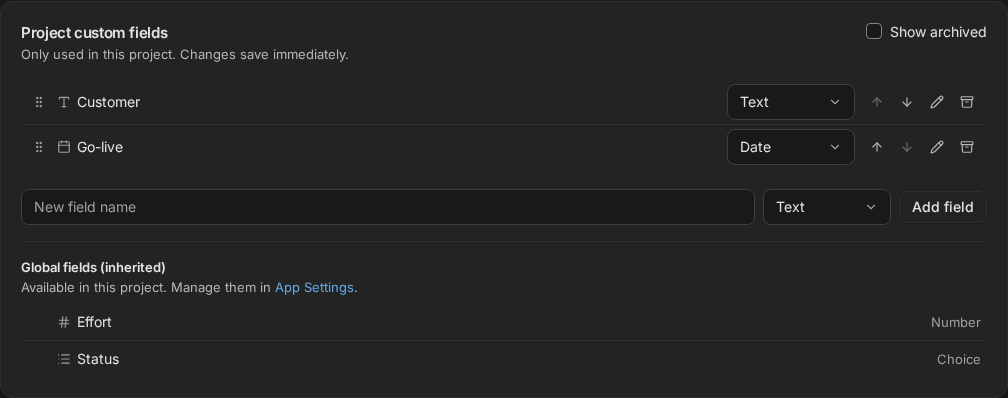 Project custom fields
Show archived
Only used in this project. Changes save immediately.
Customer
Text
Go-live
Date
New field name
Text
Add field
Global fields (inherited)
Available in this project. Manage them in App Settings.
Effort
Number
Status
Choice